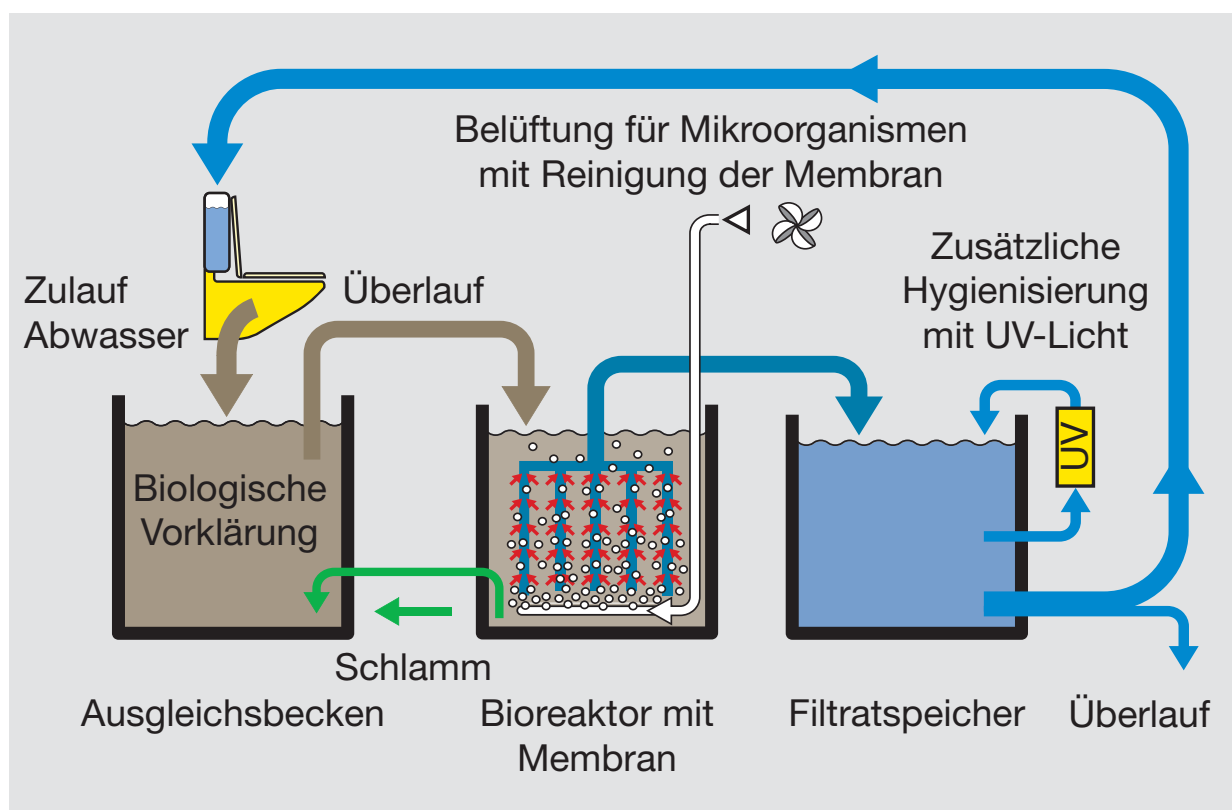 Belüftung für Mikroorganismen
mit Reinigung der Membran
Zusätzliche
Hygienisierung
mit UV-Licht
Zulauf
Abwasser
Überlauf
UV
Biologische
Vorklärung
Schlamm
Ausgleichsbecken
Bioreaktor mit
Membran
Filtratspeicher
Überlauf